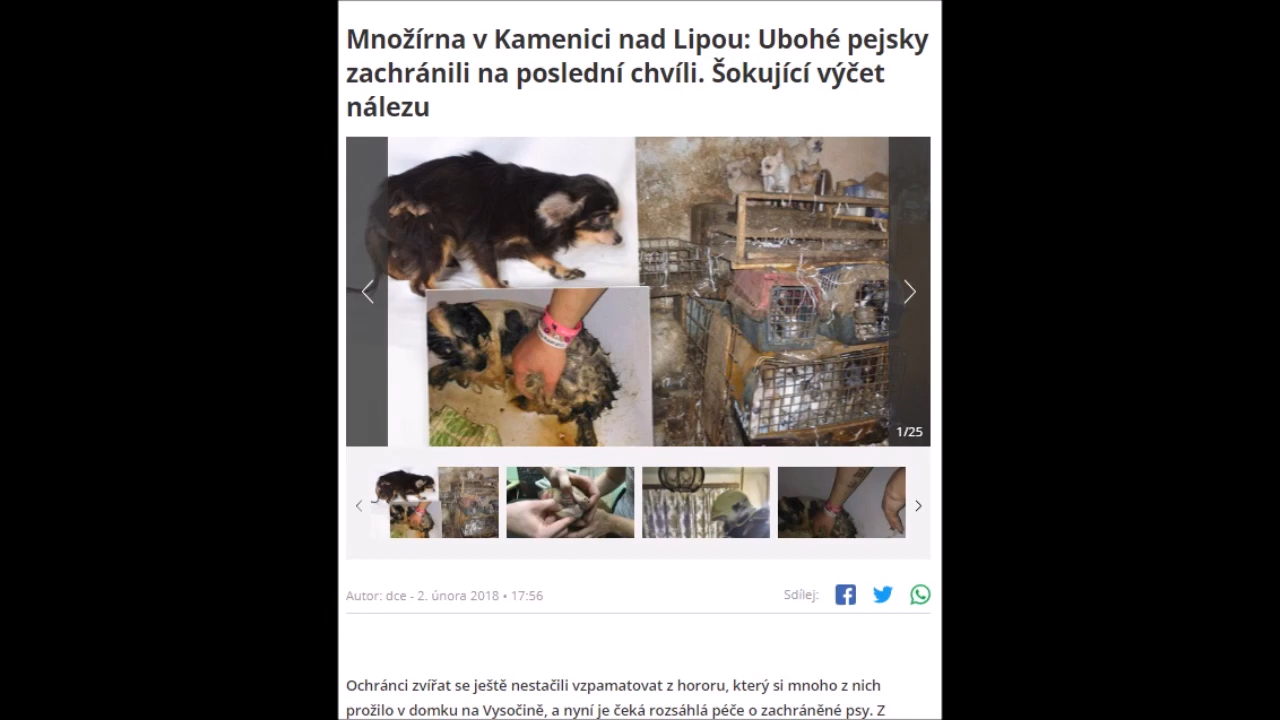 Množírna v Kamenici nad Lipou: Ubohé pejsky
zachránili na poslední chvíli. Šokující výčet
nálezu
1/25
Autor: dce - 2. února 2018 • 17:56
Sdílej:
Ochránci zvířat se ještě nestačili vzpamatovat z hororu, který si mnoho z nich
prožilo v domku na Vysočině, a nyní je čeká rozsáhlá péče o zachráněné psy. Z